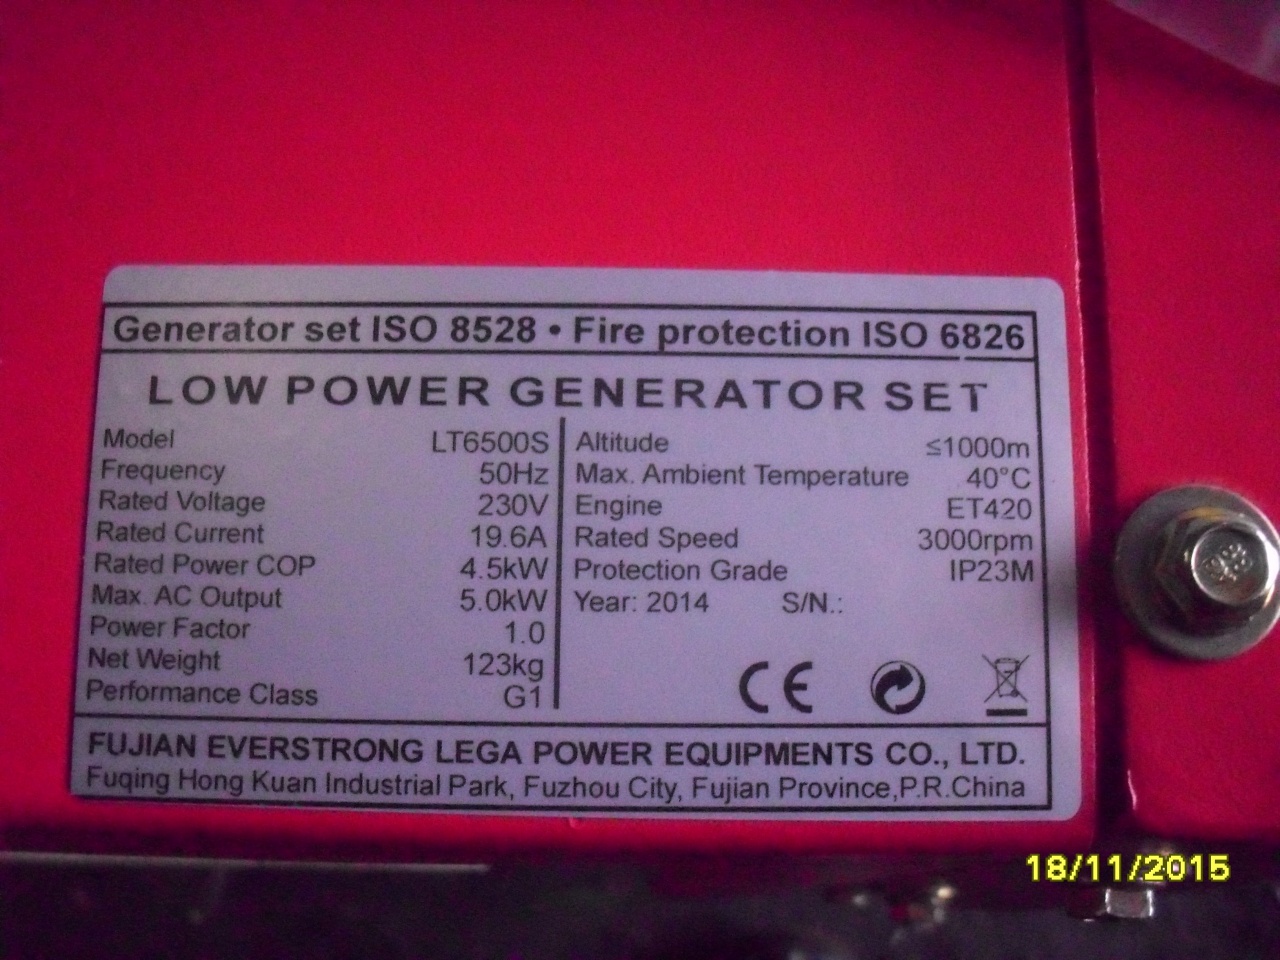 Generator set ISO 8528 • Fire protection ISO 6826
LOW POWER GENERATOR SET
Model LT6500S
Frequency 50Hz
Rated Voltage 230V
Rated Current 19.6A
Rated Power COP 4.5kW
Max. AC Output 5.0kW
Power Factor 1.0
Net Weight 123kg
Performance Class G1
Altitude ≤1000m
Max. Ambient Temperature 40°C
Engine ET420
Rated Speed 3000rpm
Protection Grade IP23M
Year: 2014 S/N.:
CE
FUJIAN EVERSTRONG LEGA POWER EQUIPMENTS CO., LTD.
Fuqing Hong Kuan Industrial Park, Fuzhou City, Fujian Province,P.R.China
18/11/2015